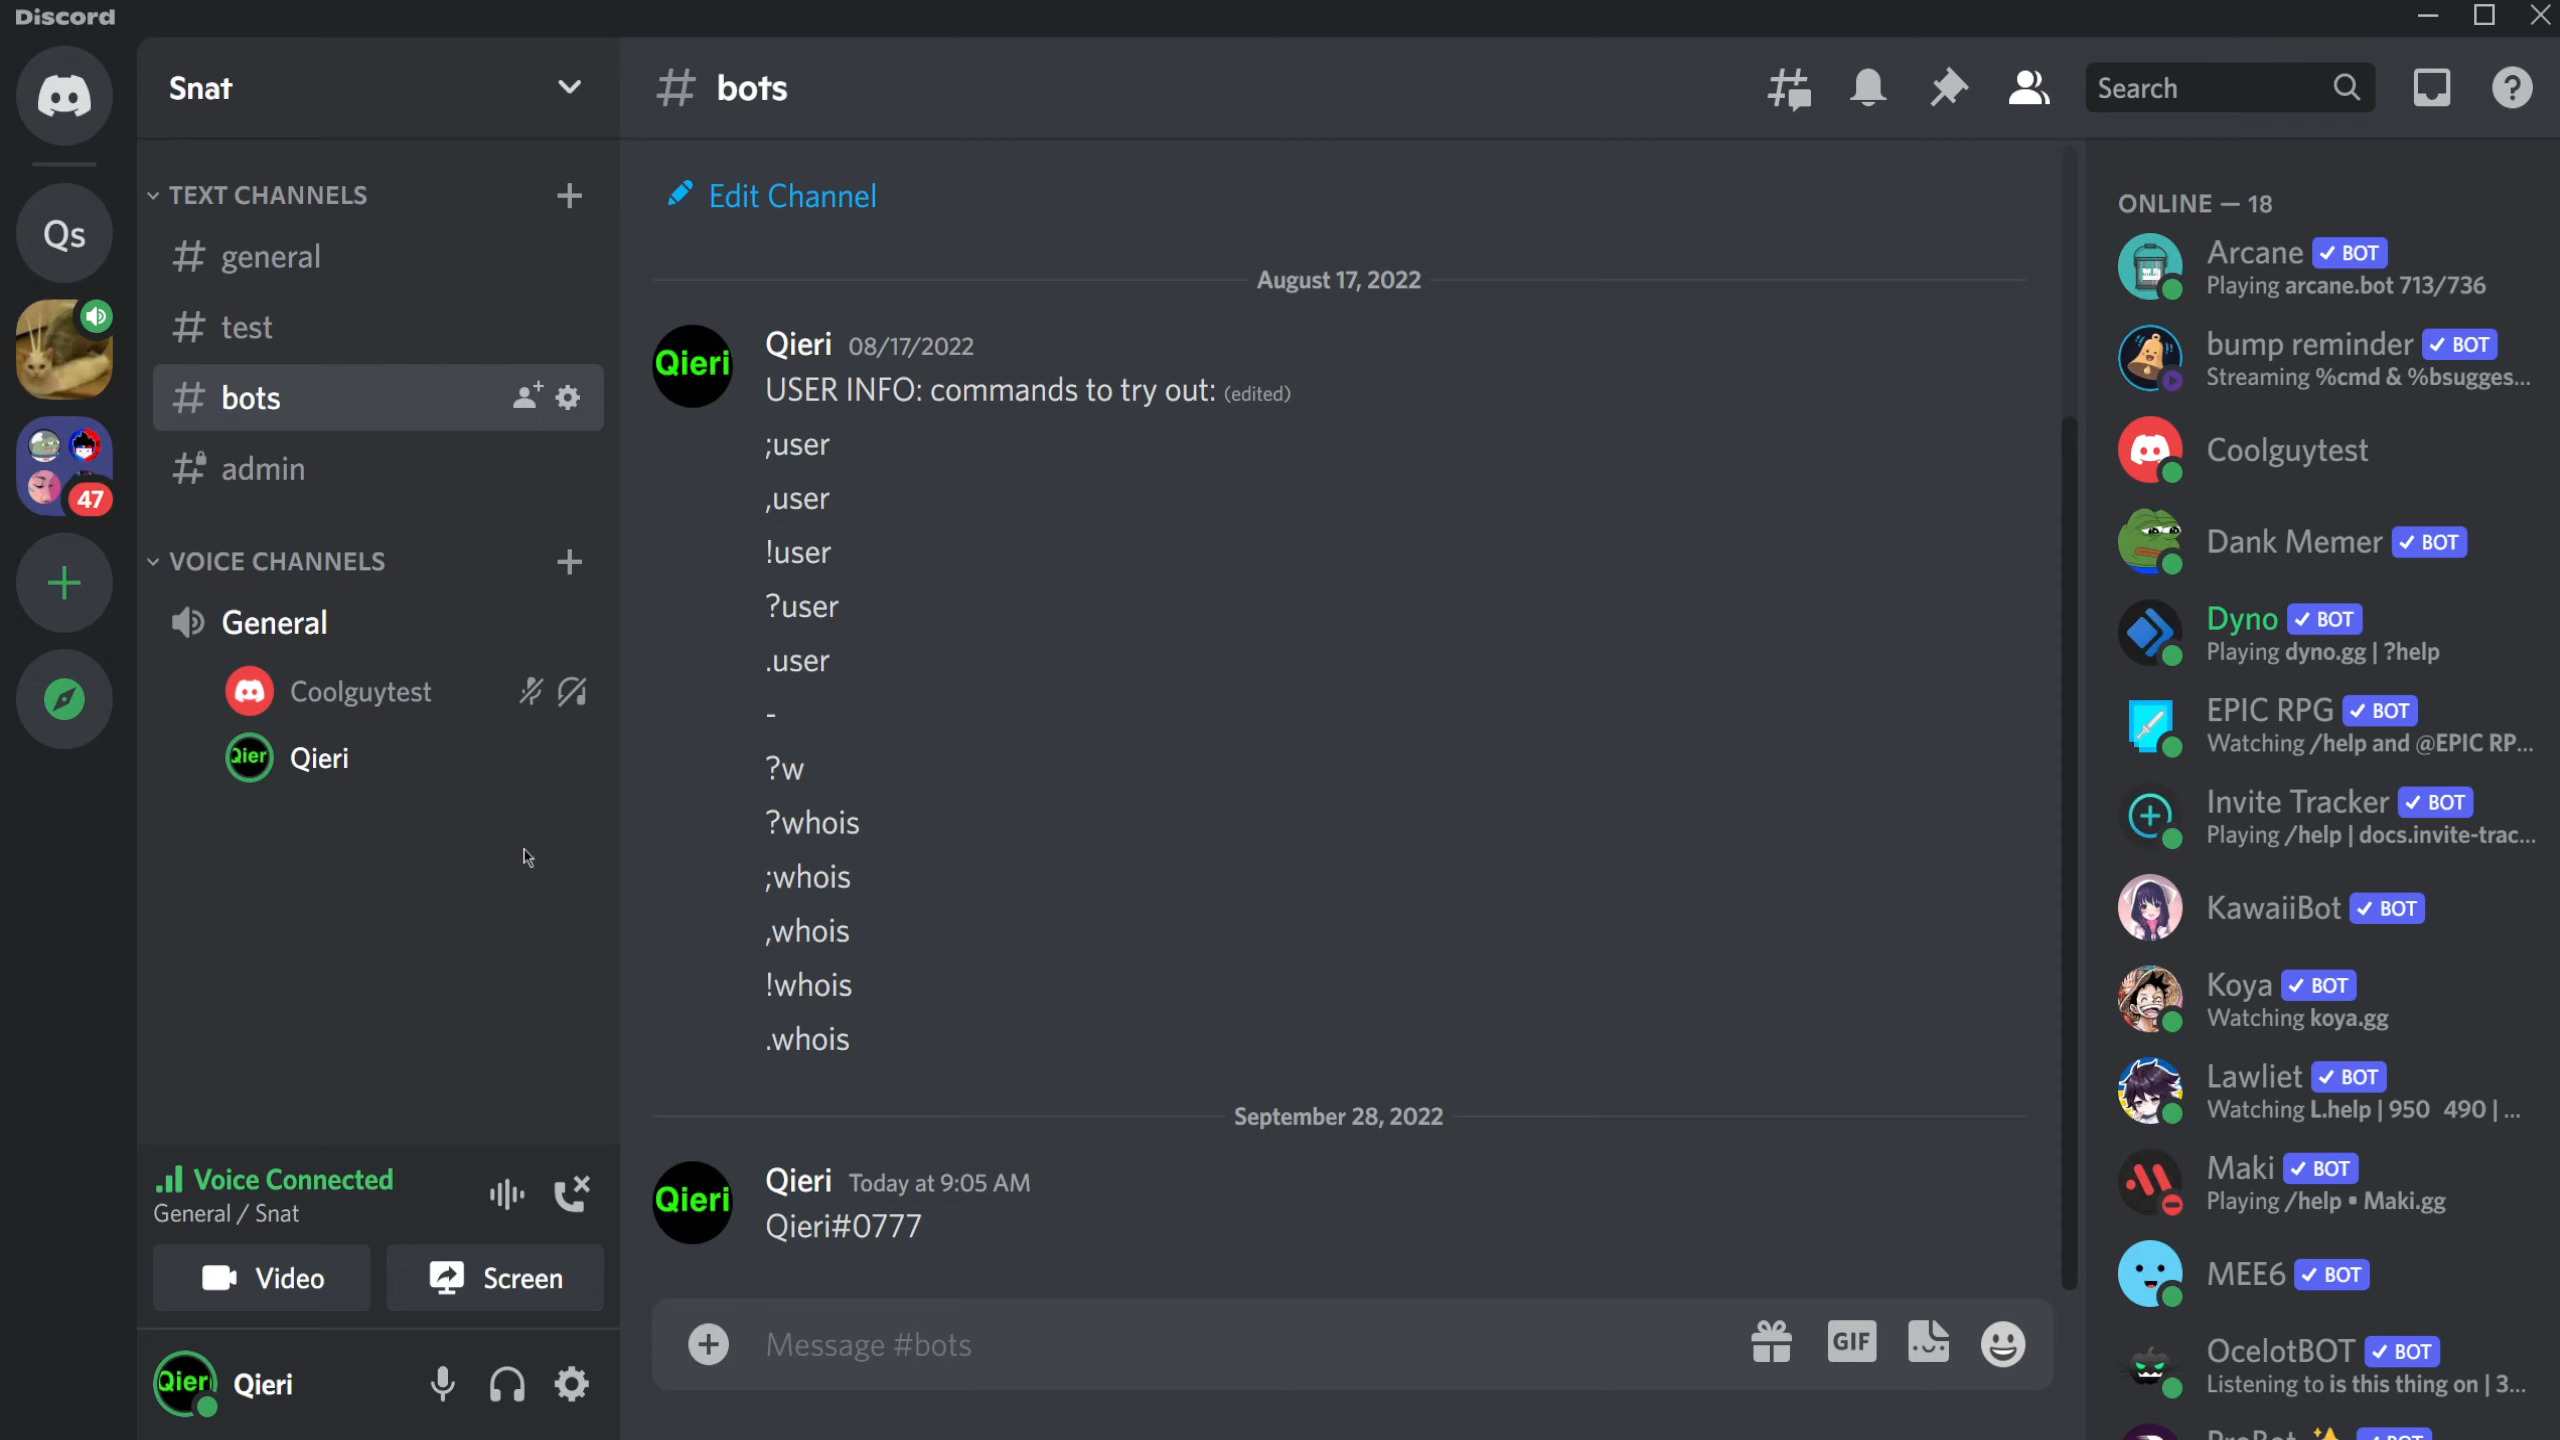 Discord
Snat
Qs
47
TEXT CHANNELS
general
test
bots
admin
VOICE CHANNELS
General
Coolguytest
Qier
Qieri
Voice Connected
General / Snat
Video
Screen
Qier
Qieri
# bots
Search
?
Edit Channel
August 17, 2022
Qieri
Qieri 08/17/2022
USER INFO: commands to try out: (edited)
;user
,user
!user
?user
.user
-
?w
?whois
;whois
,whois
!whois
.whois
September 28, 2022
Qieri
Qieri Today at 9:05 AM
Qieri#0777
Message #bots
GIF
ONLINE — 18
Arcane ✓ BOT
Playing arcane.bot 713/736
bump reminder ✓ BOT
Streaming %cmd & %bsugges...
Coolguytest
Dank Memer ✓ BOT
Dyno ✓ BOT
Playing dyno.gg | ?help
EPIC RPG ✓ BOT
Watching /help and @EPIC RP...
Invite Tracker ✓ BOT
Playing /help | docs.invite-trac...
KawaiiBot ✓ BOT
Koya ✓ BOT
Watching koya.gg
Lawliet ✓ BOT
Watching L.help | 950 490 | ...
Maki ✓ BOT
Playing /help • Maki.gg
MEE6 ✓ BOT
OcelotBOT ✓ BOT
Listening to is this thing on | 3...
ProBot ✨ ✓ BOT